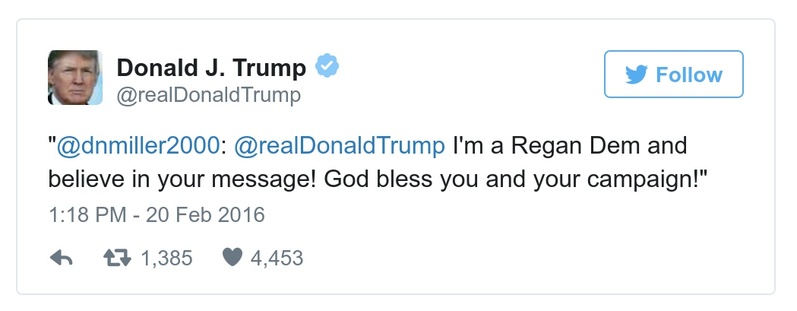 Donald J. Trump
@realDonaldTrump
Follow
"@dnmiller2000: @realDonaldTrump I'm a Regan Dem and
believe in your message! God bless you and your campaign!"
1:18 PM - 20 Feb 2016
1,385 4,453